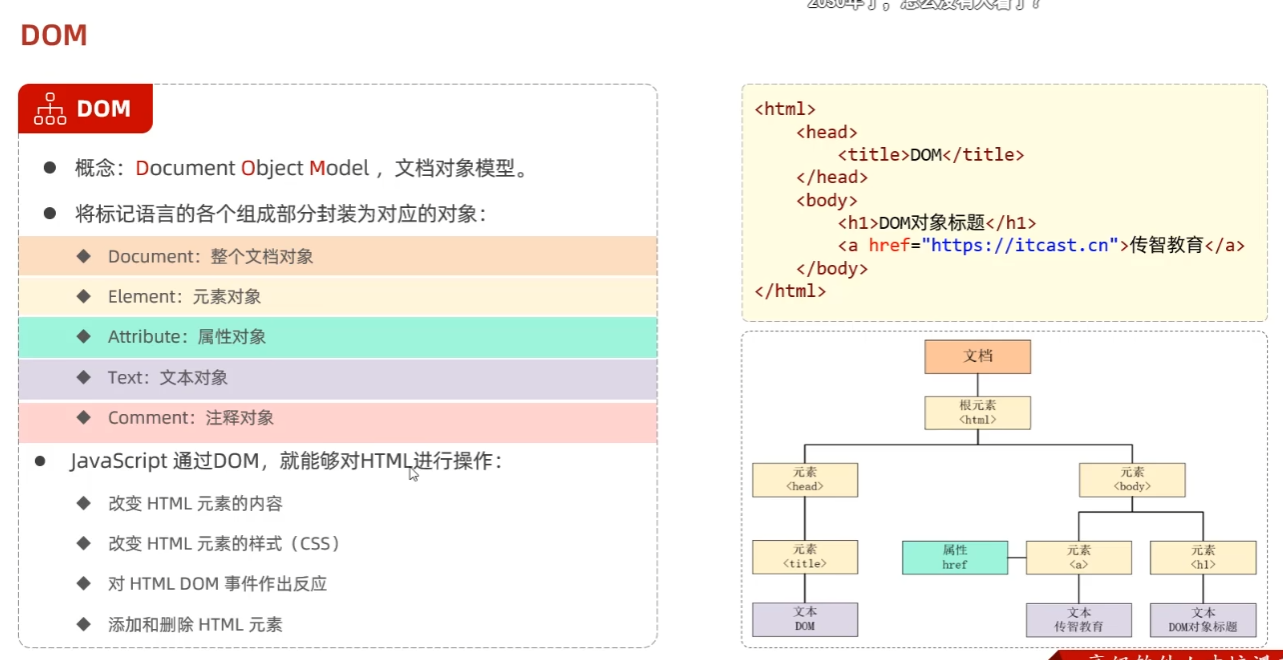 2050年了，怎么没有人看了？
DOM
DOM
概念：Document Object Model ，文档对象模型。
将标记语言的各个组成部分封装为对应的对象：
Document：整个文档对象
Element：元素对象
Attribute：属性对象
Text：文本对象
Comment：注释对象
JavaScript 通过DOM，就能够对HTML进行操作：
改变 HTML 元素的内容
改变 HTML 元素的样式（CSS）
对 HTML DOM 事件作出反应
添加和删除 HTML 元素
<html>
<head>
<title>DOM</title>
</head>
<body>
<h1>DOM对象标题</h1>
<a href="https://itcast.cn">传智教育</a>
</body>
</html>
文档
根元素
<html>
元素
<head>
元素
<body>
元素
<title>
属性
href
元素
<a>
元素
<h1>
文本
DOM
文本
传智教育
文本
DOM对象标题